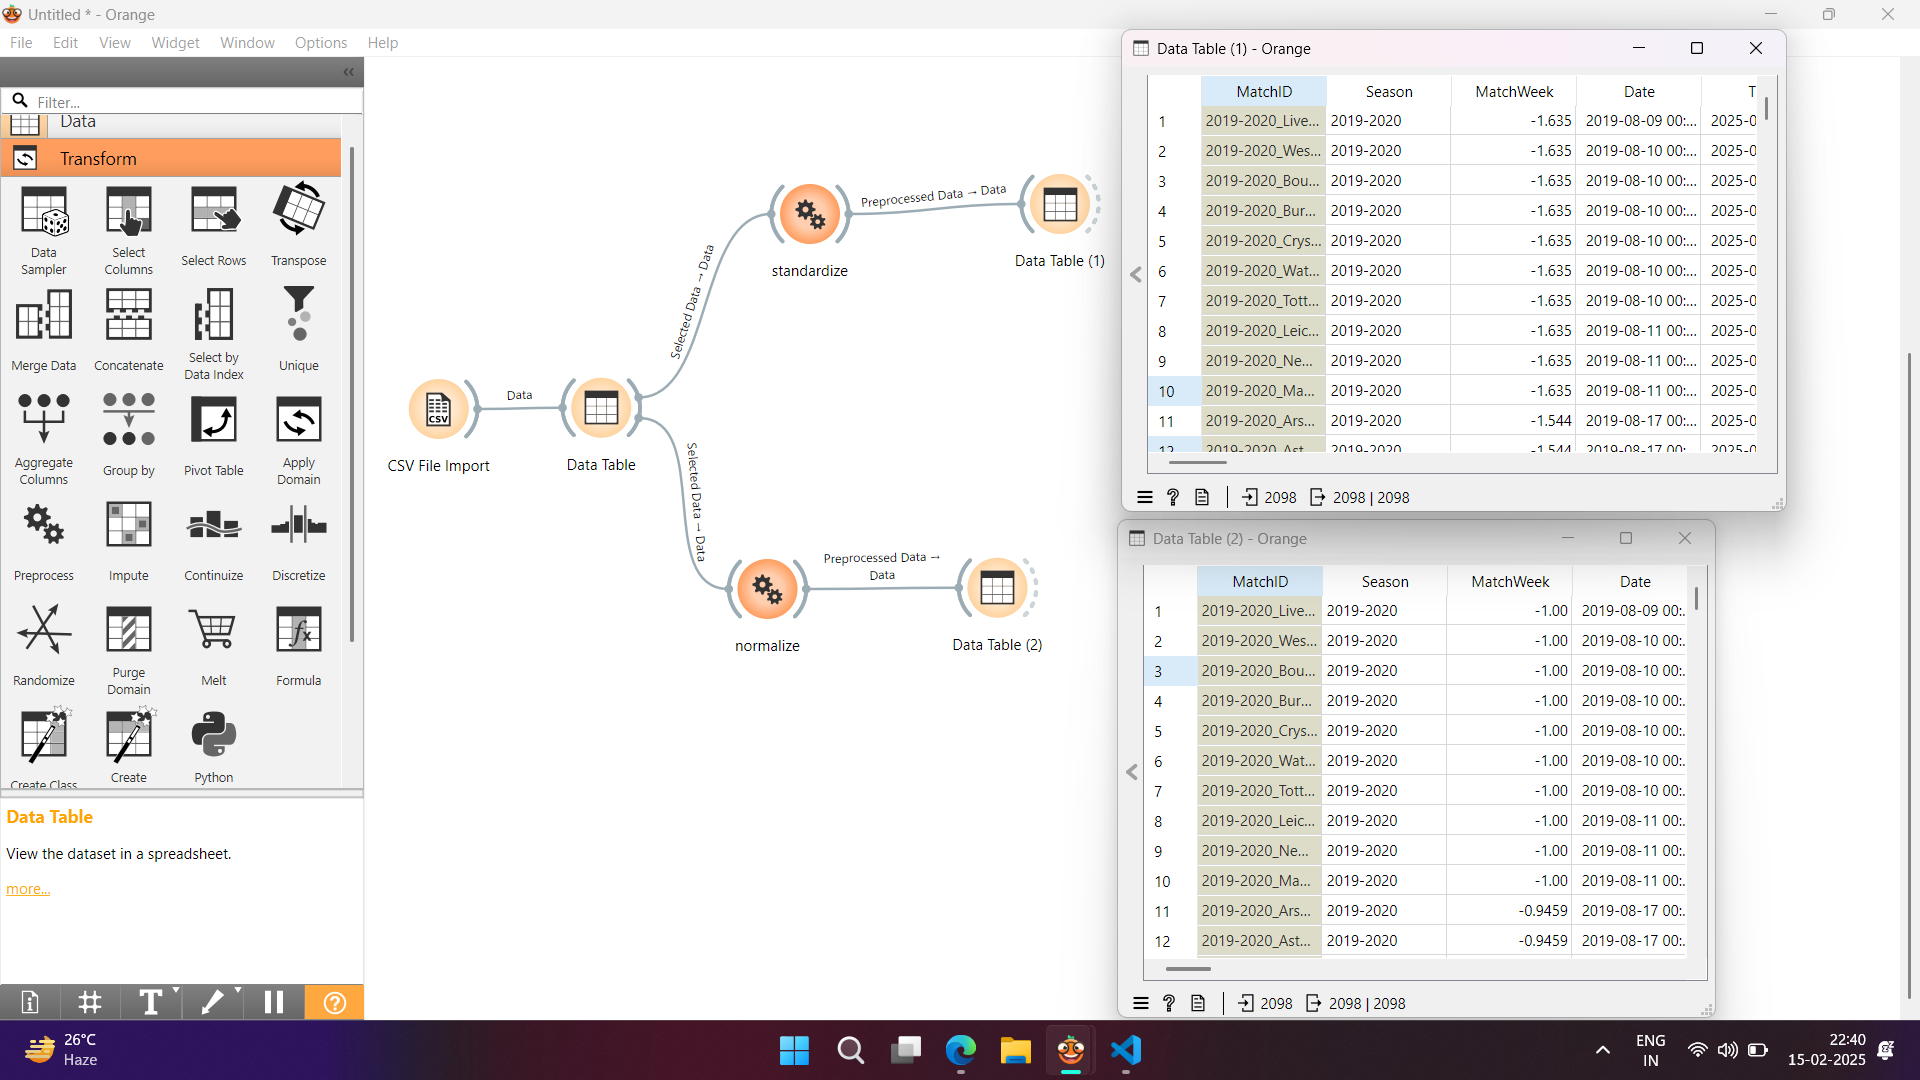 Untitled * - Orange
File Edit View Widget Window Options Help
Filter...
Data
Transform
Data Sampler
Select Columns
Select Rows
Transpose
Merge Data
Concatenate
Select by Data Index
Unique
Aggregate Columns
Group by
Pivot Table
Apply Domain
Preprocess
Impute
Continuize
Discretize
Randomize
Purge Domain
Melt
Formula
Create Class
Create
Python
Data Table
View the dataset in a spreadsheet.
more...
CSV
CSV File Import
Data
Data Table
Selected Data → Data
standardize
Preprocessed Data → Data
Data Table (1)
Selected Data → Data
normalize
Preprocessed Data →
Data
Data Table (2)
Data Table (1) - Orange
MatchID Season MatchWeek Date T
1 2019-2020_Live... 2019-2020 -1.635 2019-08-09 00:... 2025-0
2 2019-2020_Wes... 2019-2020 -1.635 2019-08-10 00:... 2025-0
3 2019-2020_Bou... 2019-2020 -1.635 2019-08-10 00:... 2025-0
4 2019-2020_Bur... 2019-2020 -1.635 2019-08-10 00:... 2025-0
5 2019-2020_Crys... 2019-2020 -1.635 2019-08-10 00:... 2025-0
6 2019-2020_Wat... 2019-2020 -1.635 2019-08-10 00:... 2025-0
7 2019-2020_Tott... 2019-2020 -1.635 2019-08-10 00:... 2025-0
8 2019-2020_Leic... 2019-2020 -1.635 2019-08-11 00:... 2025-0
9 2019-2020_Ne... 2019-2020 -1.635 2019-08-11 00:... 2025-0
10 2019-2020_Ma... 2019-2020 -1.635 2019-08-11 00:... 2025-0
11 2019-2020_Ars... 2019-2020 -1.544 2019-08-17 00:... 2025-0
12 2019-2020_Ast... 2019-2020 -1.544 2019-08-17 00:... 2025-0
2098 2098 | 2098
Data Table (2) - Orange
MatchID Season MatchWeek Date
1 2019-2020_Live... 2019-2020 -1.00 2019-08-09 00:.
2 2019-2020_Wes... 2019-2020 -1.00 2019-08-10 00:.
3 2019-2020_Bou... 2019-2020 -1.00 2019-08-10 00:.
4 2019-2020_Bur... 2019-2020 -1.00 2019-08-10 00:.
5 2019-2020_Crys... 2019-2020 -1.00 2019-08-10 00:.
6 2019-2020_Wat... 2019-2020 -1.00 2019-08-10 00:.
7 2019-2020_Tott... 2019-2020 -1.00 2019-08-10 00:.
8 2019-2020_Leic... 2019-2020 -1.00 2019-08-11 00:.
9 2019-2020_Ne... 2019-2020 -1.00 2019-08-11 00:.
10 2019-2020_Ma... 2019-2020 -1.00 2019-08-11 00:.
11 2019-2020_Ars... 2019-2020 -0.9459 2019-08-17 00:.
12 2019-2020_Ast... 2019-2020 -0.9459 2019-08-17 00:.
2098 2098 | 2098
26°C
Haze
ENG
IN
22:40
15-02-2025